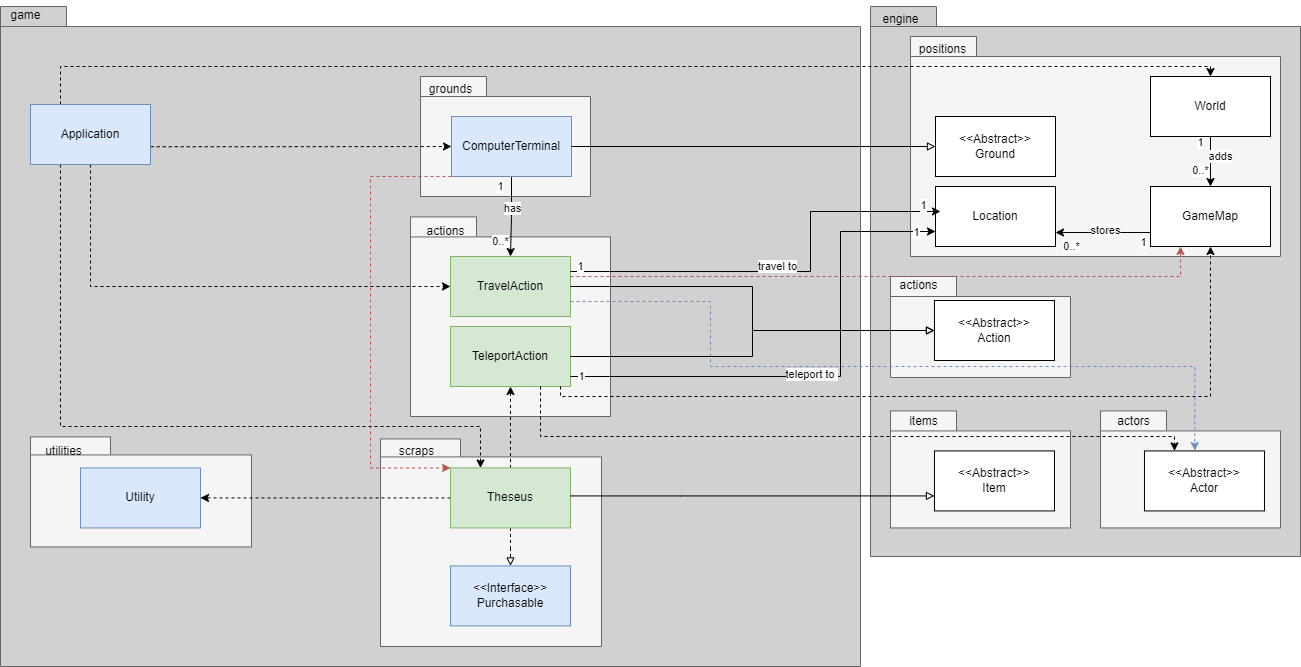 game
engine
positions
World
1
adds
0..*
Application
grounds
ComputerTerminal
<<Abstract>>
Ground
1
has
0..*
Location
1
1
GameMap
stores
0..*
1
actions
TravelAction
1
travel to
TeleportAction
1
teleport to
actions
<<Abstract>>
Action
utilities
Utility
scraps
Theseus
<<Interface>>
Purchasable
items
<<Abstract>>
Item
actors
<<Abstract>>
Actor